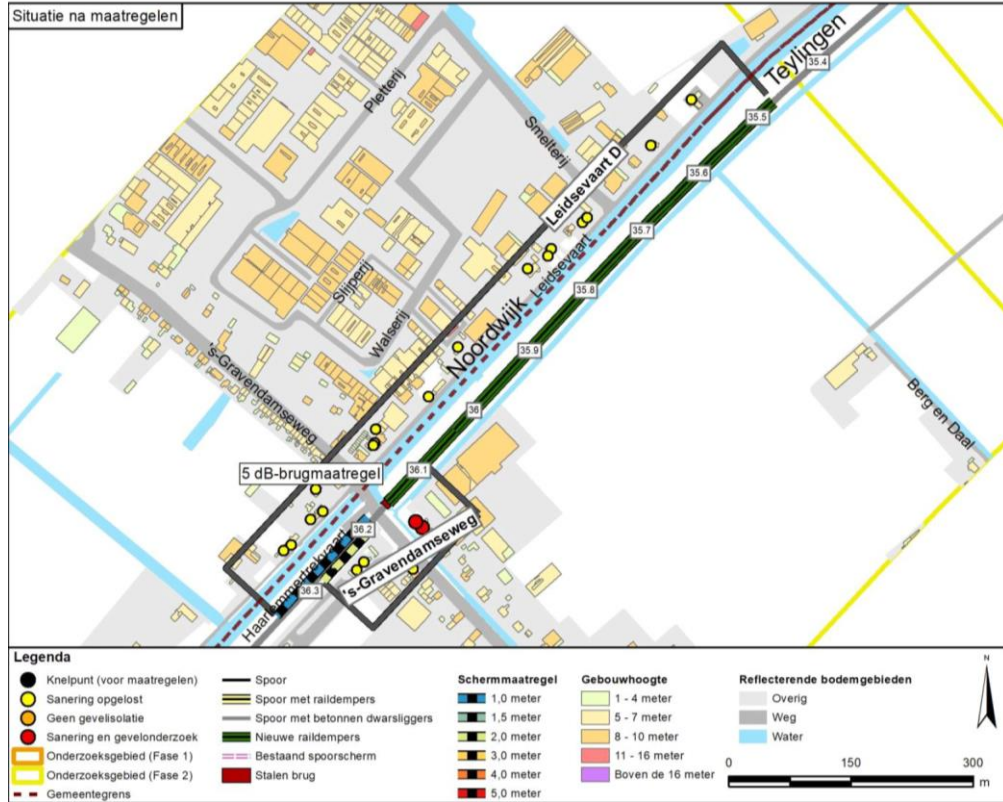 Situatie na maatregelen
Teylingen
35.4
Pletterij
35.5
Smelterij
35.6
Leidsevaart D
35.7
Leidsevaart
35.8
Slijperij
Walserij
Noordwijk
35.9
's-Gravendamseweg
36
Berg en Daal
5 dB-brugmaatregel
36.1
36.2
's-Gravendamseweg
36.3
Haarlemmertrekvaart
Legenda
Knelpunt (voor maatregelen)
Sanering opgelost
Geen gevelisolatie
Sanering en gevelonderzoek
Onderzoeksgebied (Fase 1)
Onderzoeksgebied (Fase 2)
Gemeentegrens
Spoor
Spoor met raildempers
Spoor met betonnen dwarsliggers
Nieuwe raildempers
Bestaand spoorscherm
Stalen brug
Schermmaatregel
1,0 meter
1,5 meter
2,0 meter
3,0 meter
4,0 meter
5,0 meter
Gebouwhoogte
1 - 4 meter
5 - 7 meter
8 - 10 meter
11 - 16 meter
Boven de 16 meter
Reflecterende bodemgebieden
Overig
Weg
Water
N
0 150 300
m